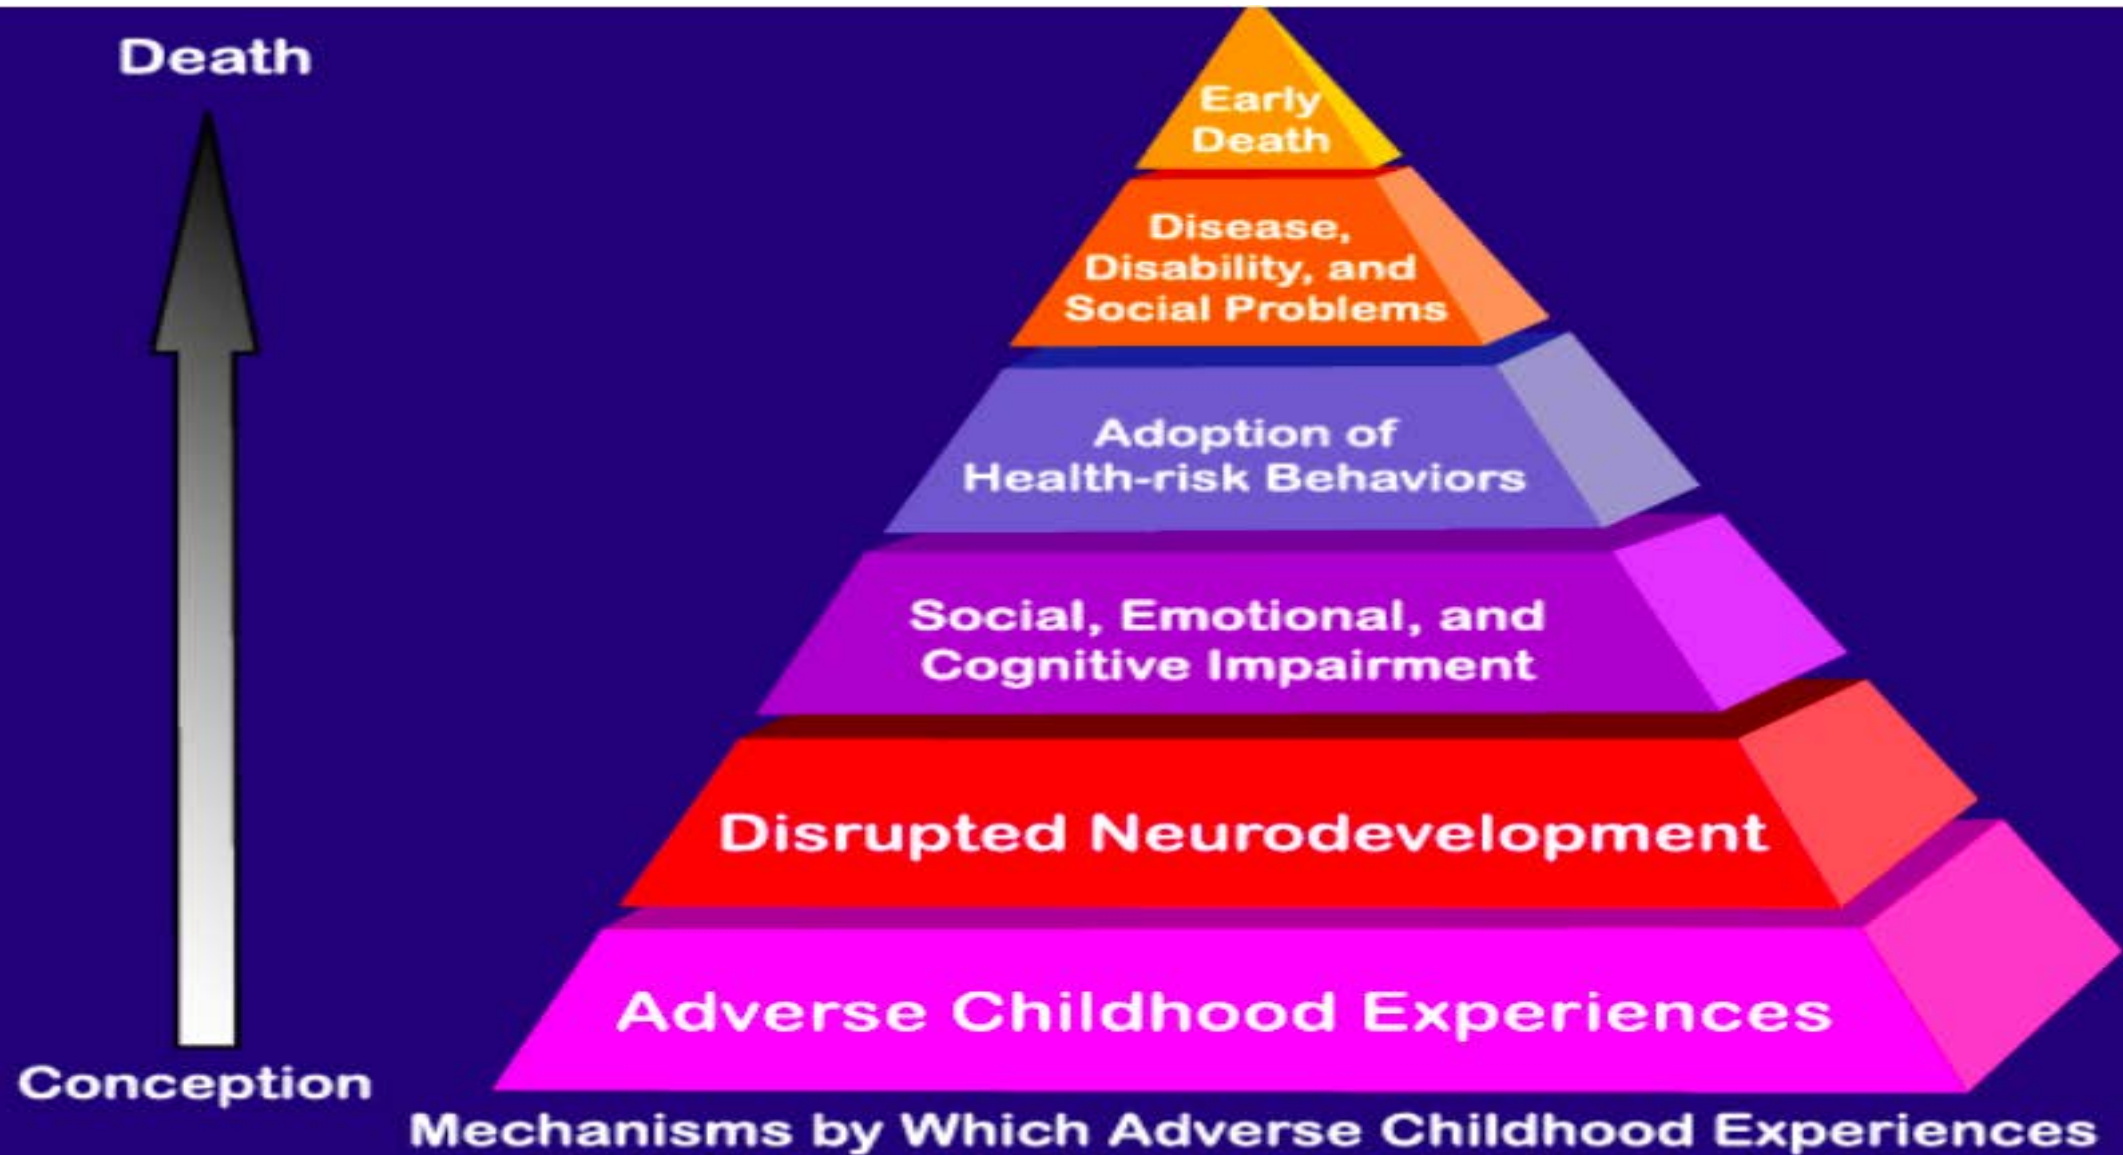 Death
Early
Death
Disease,
Disability, and
Social Problems
Adoption of
Health-risk Behaviors
Social, Emotional, and
Cognitive Impairment
Disrupted Neurodevelopment
Adverse Childhood Experiences
Conception
Mechanisms by Which Adverse Childhood Experiences